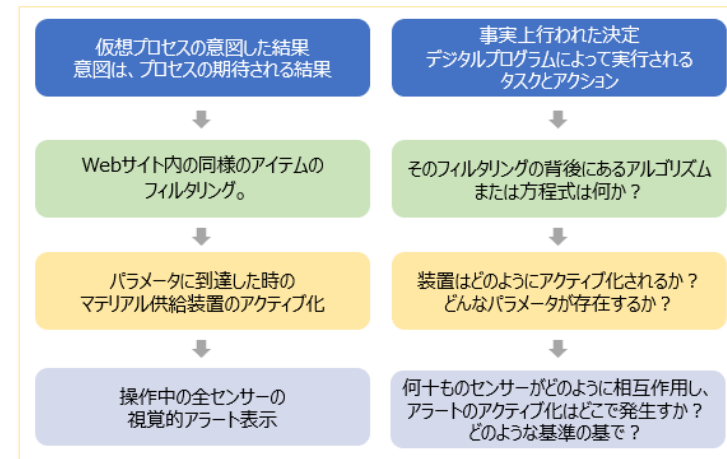 仮想プロセスの意図した結果
意図は、プロセスの期待される結果
事実上行われた決定
デジタルプログラムによって実行される
タスクとアクション
Webサイト内の同様のアイテムの
フィルタリング。
そのフィルタリングの背後にあるアルゴリズム
または方程式は何か？
パラメータに到達した時の
マテリアル供給装置のアクティブ化
装置はどのようにアクティブ化されるか？
どんなパラメータが存在するか？
操作中の全センサーの
視覚的アラート表示
何十ものセンサーがどのように相互作用し、
アラートのアクティブ化はどこで発生すか？
どのような基準の基で？